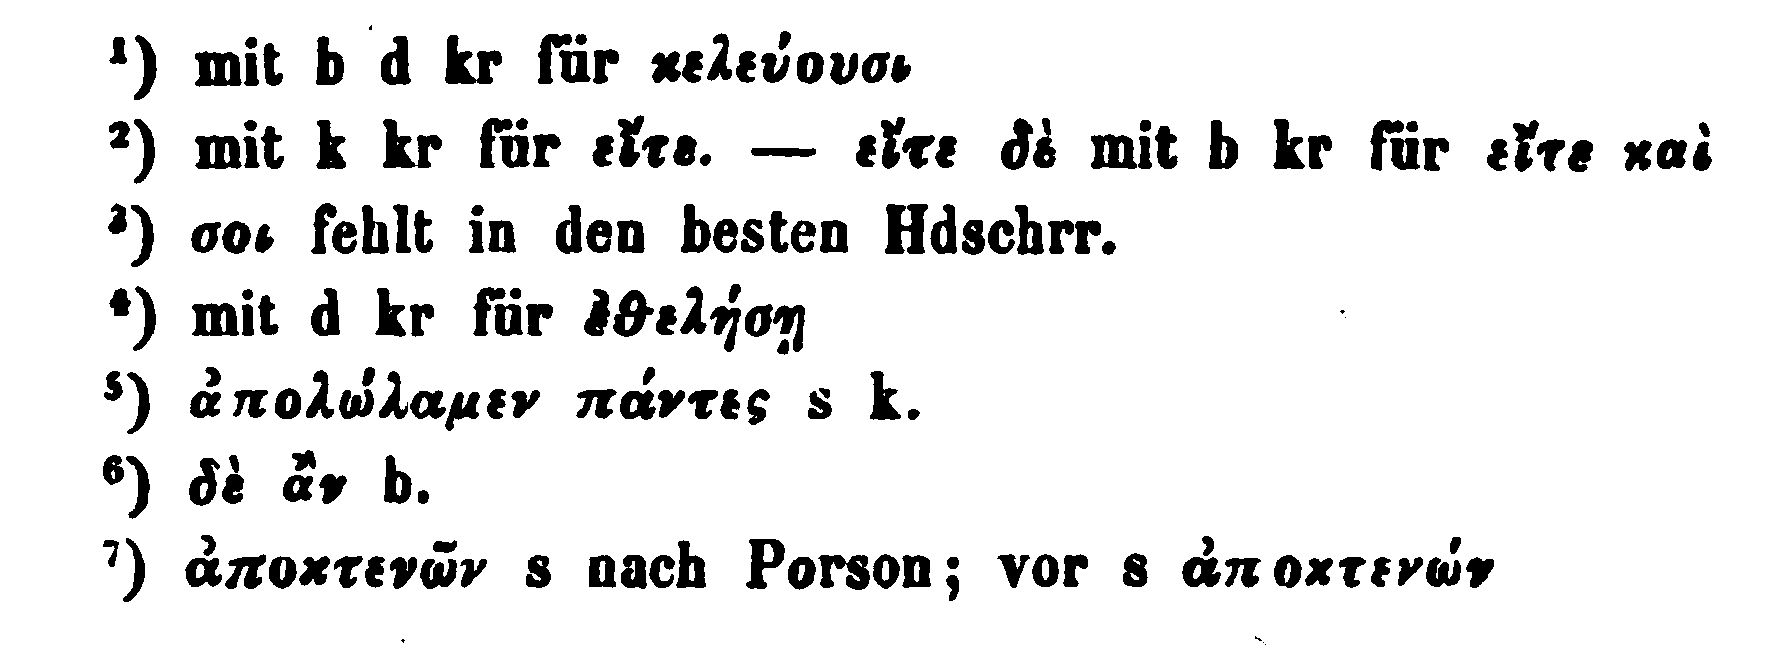 ¹) mit b d kr für κελεύουσι
²) mit k kr für εἴτε. — εἴτε δὲ mit b kr für εἴτε καὶ
³) σοι fehlt in den besten Hdschrr.
⁴) mit d kr für ἐθελήσῃ
⁵) ἀπολώλαμεν πάντες s k.
⁶) δὲ ἂν b.
⁷) ἀποκτενῶν s nach Porson; vor s ἀποκτενών